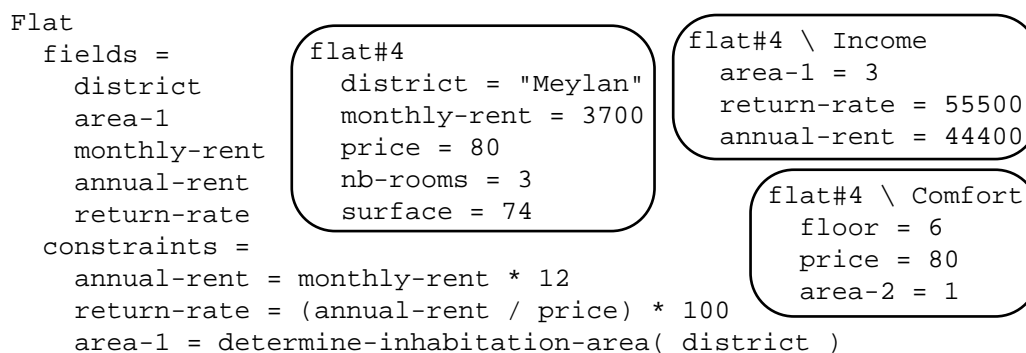 Flat
fields =
district
area-1
monthly-rent
annual-rent
return-rate
constraints =
annual-rent = monthly-rent * 12
return-rate = (annual-rent / price) * 100
area-1 = determine-inhabitation-area( district )
flat#4
district = "Meylan"
monthly-rent = 3700
price = 80
nb-rooms = 3
surface = 74
flat#4 \ Income
area-1 = 3
return-rate = 55500
annual-rent = 44400
flat#4 \ Comfort
floor = 6
price = 80
area-2 = 1